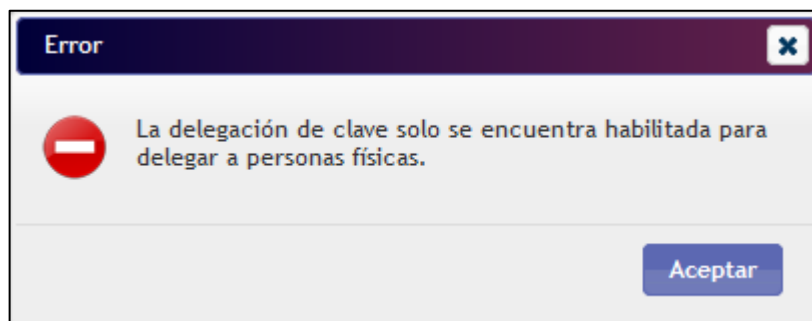 Error
La delegación de clave solo se encuentra habilitada para
delegar a personas físicas.
Aceptar